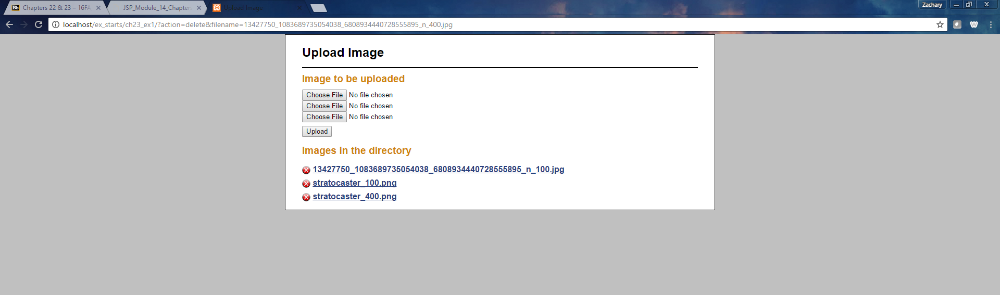 Bb Chapters 22 & 23 – 16FA
JSP_Module_14_Chapters
Upload Image
Zachary
localhost/ex_starts/ch23_ex1/?action=delete&filename=13427750_1083689735054038_6808934440728555895_n_400.jpg
W
Upload Image
Image to be uploaded
Choose File No file chosen
Choose File No file chosen
Choose File No file chosen
Upload
Images in the directory
13427750_1083689735054038_6808934440728555895_n_100.jpg
stratocaster_100.png
stratocaster_400.png